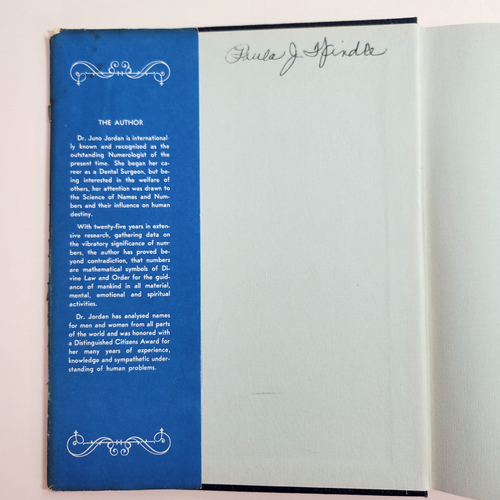 Paula J.
THE AUTHOR
Dr. Juno Jordan is international-
ly known and recognized as the
outstanding Numerologist of the
present time. She began her ca-
reer as a Dental Surgeon, but be-
ing interested in the welfare of
others, her attention was drawn to
the Science of Names and Num-
bers and their influence on human
destiny.
With twenty-five years in exten-
sive research, gathering data on
the vibratory significance of num-
bers, the author has proved be-
yond contradiction, that numbers
are mathematical symbols of Di-
vine Law and Order for the guid-
ance of mankind in all material,
mental, emotional and spiritual
activities.
Dr. Jordan has analysed names
for men and women from all parts
of the world and was honored with
a Distinguished Citizens Award for
her many years of experience,
knowledge and sympathetic under-
standing of human problems.